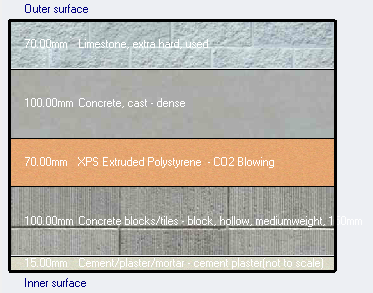 Outer surface
70.00mm Limestone, extra hard, used
100.00mm Concrete, cast - dense
70.00mm XPS Extruded Polystyrene - CO2 Blowing
100.00mm Concrete blocks/tiles - block, hollow, mediumweight,
15.00mm Cement/plaster/mortar - cement plaster(not to scale)
Inner surface